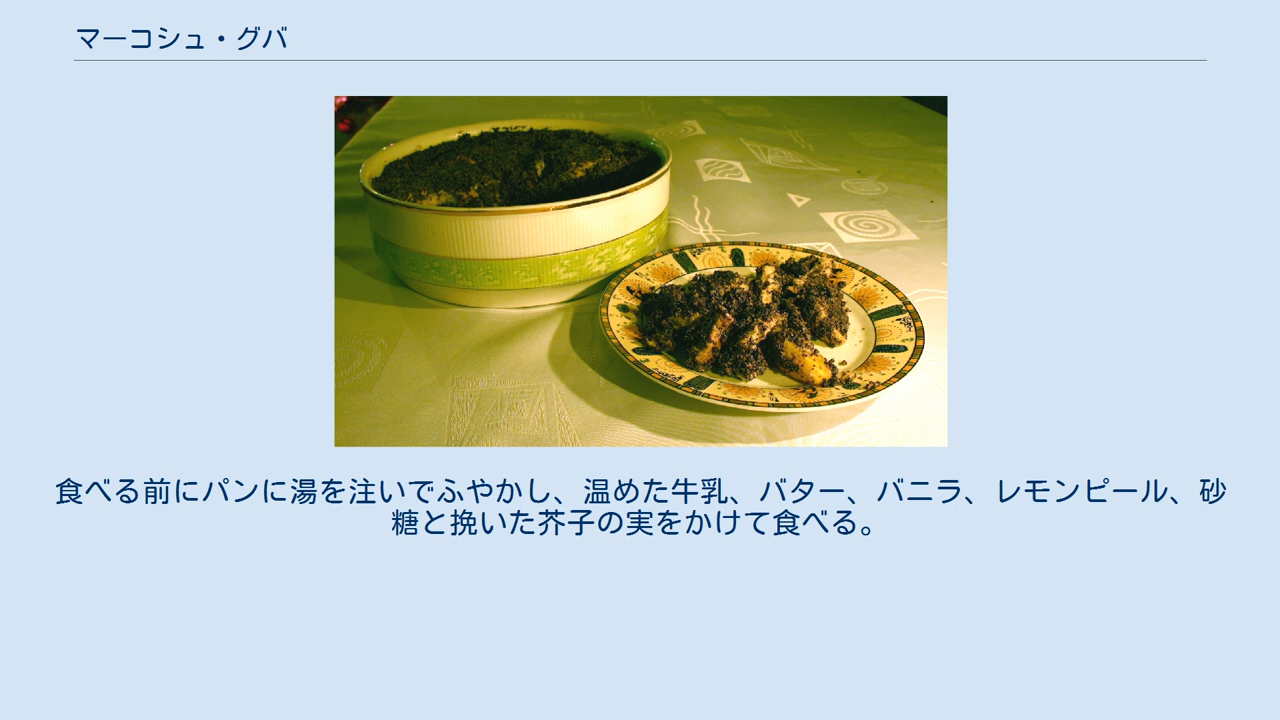 マーコシュ・グバ
食べる前にパンに湯を注いでふやかし、温めた牛乳、バター、バニラ、レモンピール、砂
糖と挽いた芥子の実をかけて食べる。